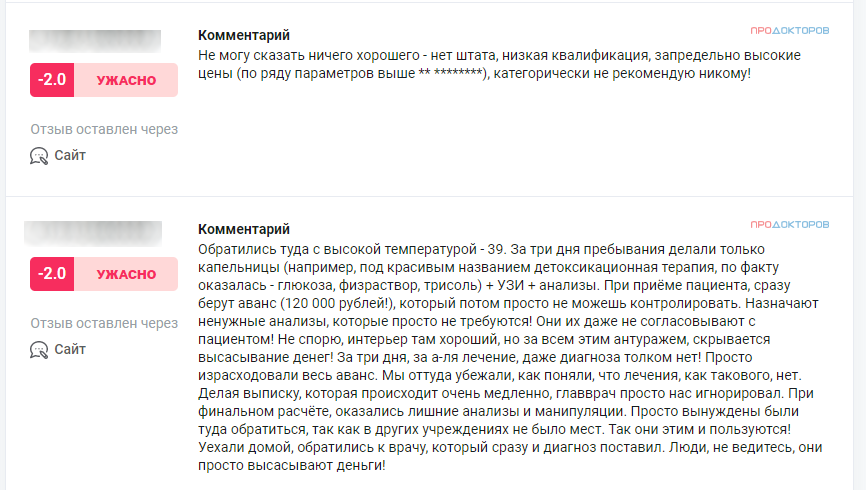 Комментарий
ПРОДОКТОРОВ
Не могу сказать ничего хорошего - нет штата, низкая квалификация, запредельно высокие
цены (по ряду параметров выше ** ********), категорически не рекомендую никому!
-2.0 УЖАСНО
Отзыв оставлен через
Сайт
Комментарий
ПРОДОКТОРОВ
Обратились туда с высокой температурой - 39. За три дня пребывания делали только
капельницы (например, под красивым названием детоксикационная терапия, по факту
оказалась - глюкоза, физраствор, трисоль) + УЗИ + анализы. При приёме пациента, сразу
берут аванс (120 000 рублей!), который потом просто не можешь контролировать. Назначают
ненужные анализы, которые просто не требуются! Они их даже не согласовывают с
пациентом! Не спорю, интерьер там хороший, но за всем этим антуражем, скрывается
высасывание денег! За три дня, за а-ля лечение, даже диагноза толком нет! Просто
израсходовали весь аванс. Мы оттуда убежали, как поняли, что лечения, как такового, нет.
Делая выписку, которая происходит очень медленно, главврач просто нас игнорировал. При
финальном расчёте, оказались лишние анализы и манипуляции. Просто вынуждены были
туда обратиться, так как в других учреждениях не было мест. Так они этим и пользуются!
Уехали домой, обратились к врачу, который сразу и диагноз поставил. Люди, не ведитесь, они
просто высасывают деньги!
-2.0 УЖАСНО
Отзыв оставлен через
Сайт